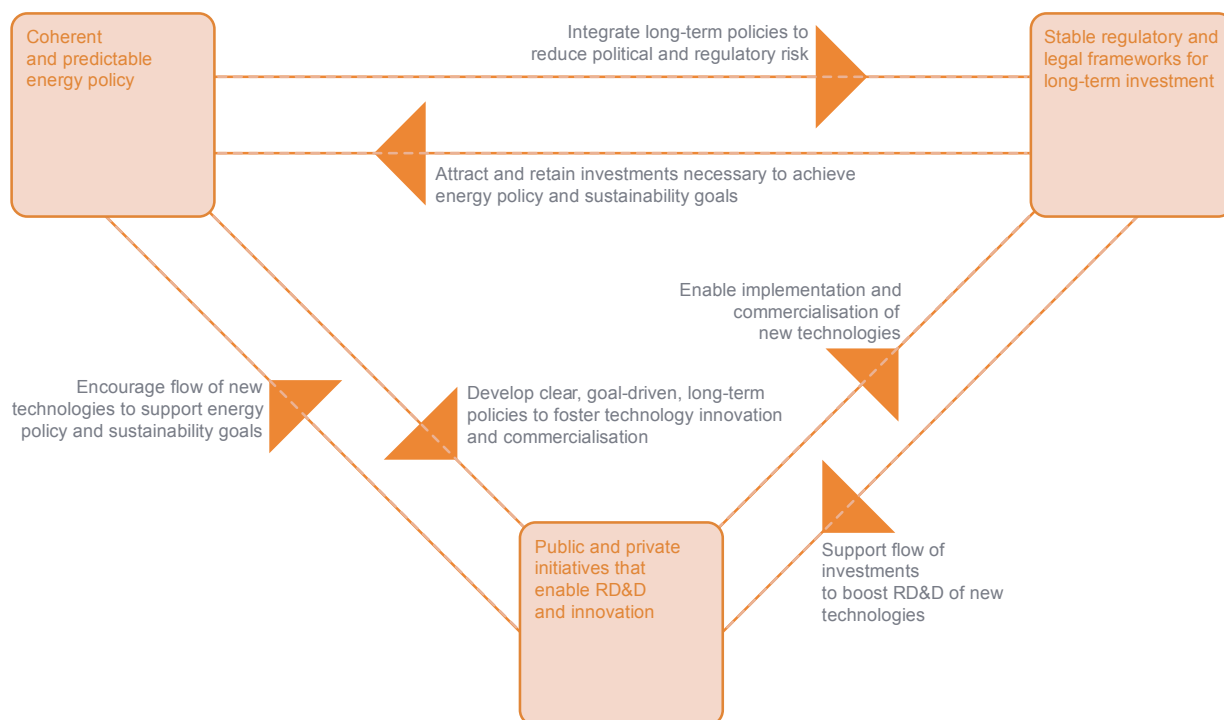 Coherent
and predictable
energy policy
Integrate long-term policies to
reduce political and regulatory risk
Stable regulatory and
legal frameworks for
long-term investment
Attract and retain investments necessary to achieve
energy policy and sustainability goals
Enable implementation and
commercialisation of
new technologies
Encourage flow of new
technologies to support energy
policy and sustainability goals
Develop clear, goal-driven, long-term
policies to foster technology innovation
and commercialisation
Public and private
initiatives that
enable RD&D
and innovation
Support flow of
investments
to boost RD&D of new
technologies